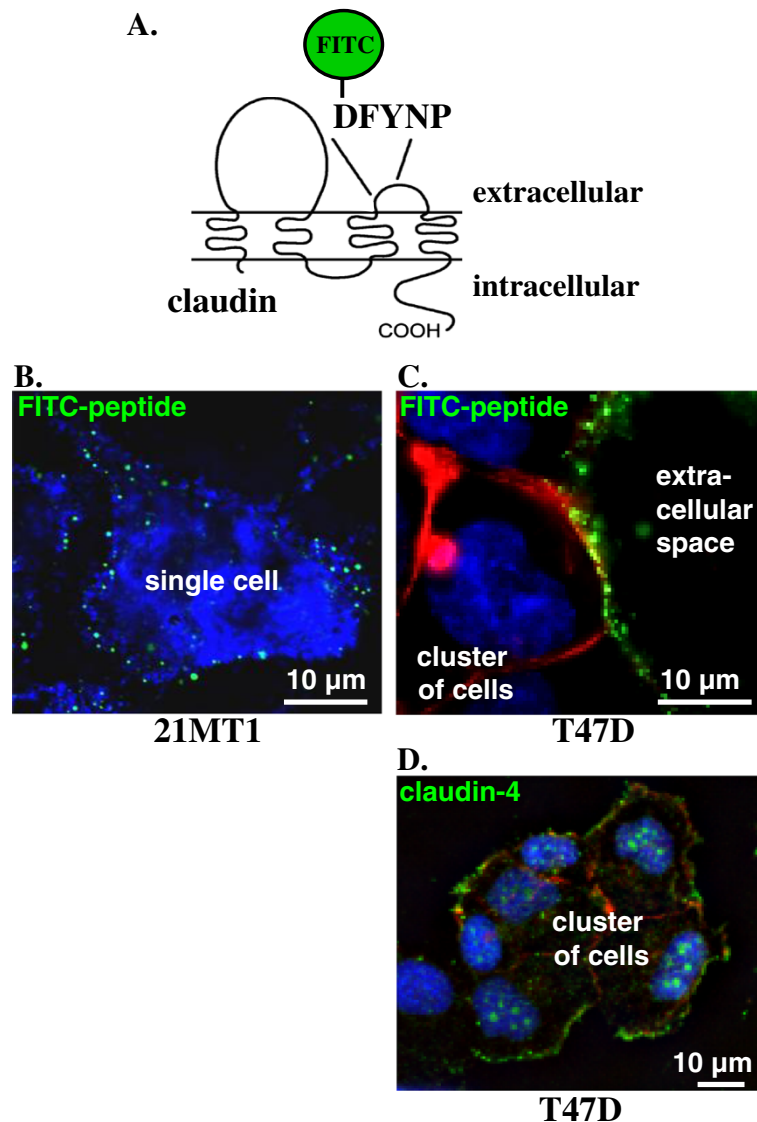 A.
FITC
DFYNP
extracellular
claudin
intracellular
COOH
B.
FITC-peptide
single cell
10 µm
21MT1
C.
FITC-peptide
extra-
cellular
space
cluster
of cells
10 µm
T47D
D.
claudin-4
cluster
of cells
10 µm
T47D